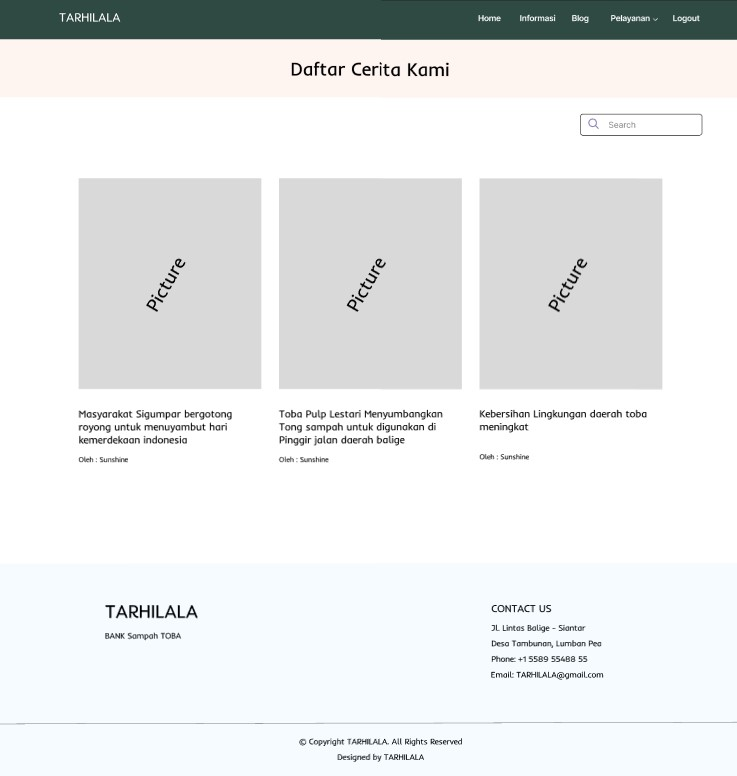 TARHILALA
Home Informasi Blog Pelayanan Logout
Daftar Cerita Kami
Search
Picture
Picture
Picture
Masyarakat Sigumpar bergotong
royong untuk menuyambut hari
kemerdekaan indonesia
Oleh : Sunshine
Toba Pulp Lestari Menyumbangkan
Tong sampah untuk digunakan di
Pinggir jalan daerah balige
Oleh : Sunshine
Kebersihan Lingkungan daerah toba
meningkat
Oleh : Sunshine
TARHILALA
BANK Sampah TOBA
CONTACT US
Jl. Lintas Balige - Siantar
Desa Tambunan, Lumban Pea
Phone: +1 5589 55488 55
Email: TARHILALA@gmail.com
© Copyright TARHILALA. All Rights Reserved
Designed by TARHILALA